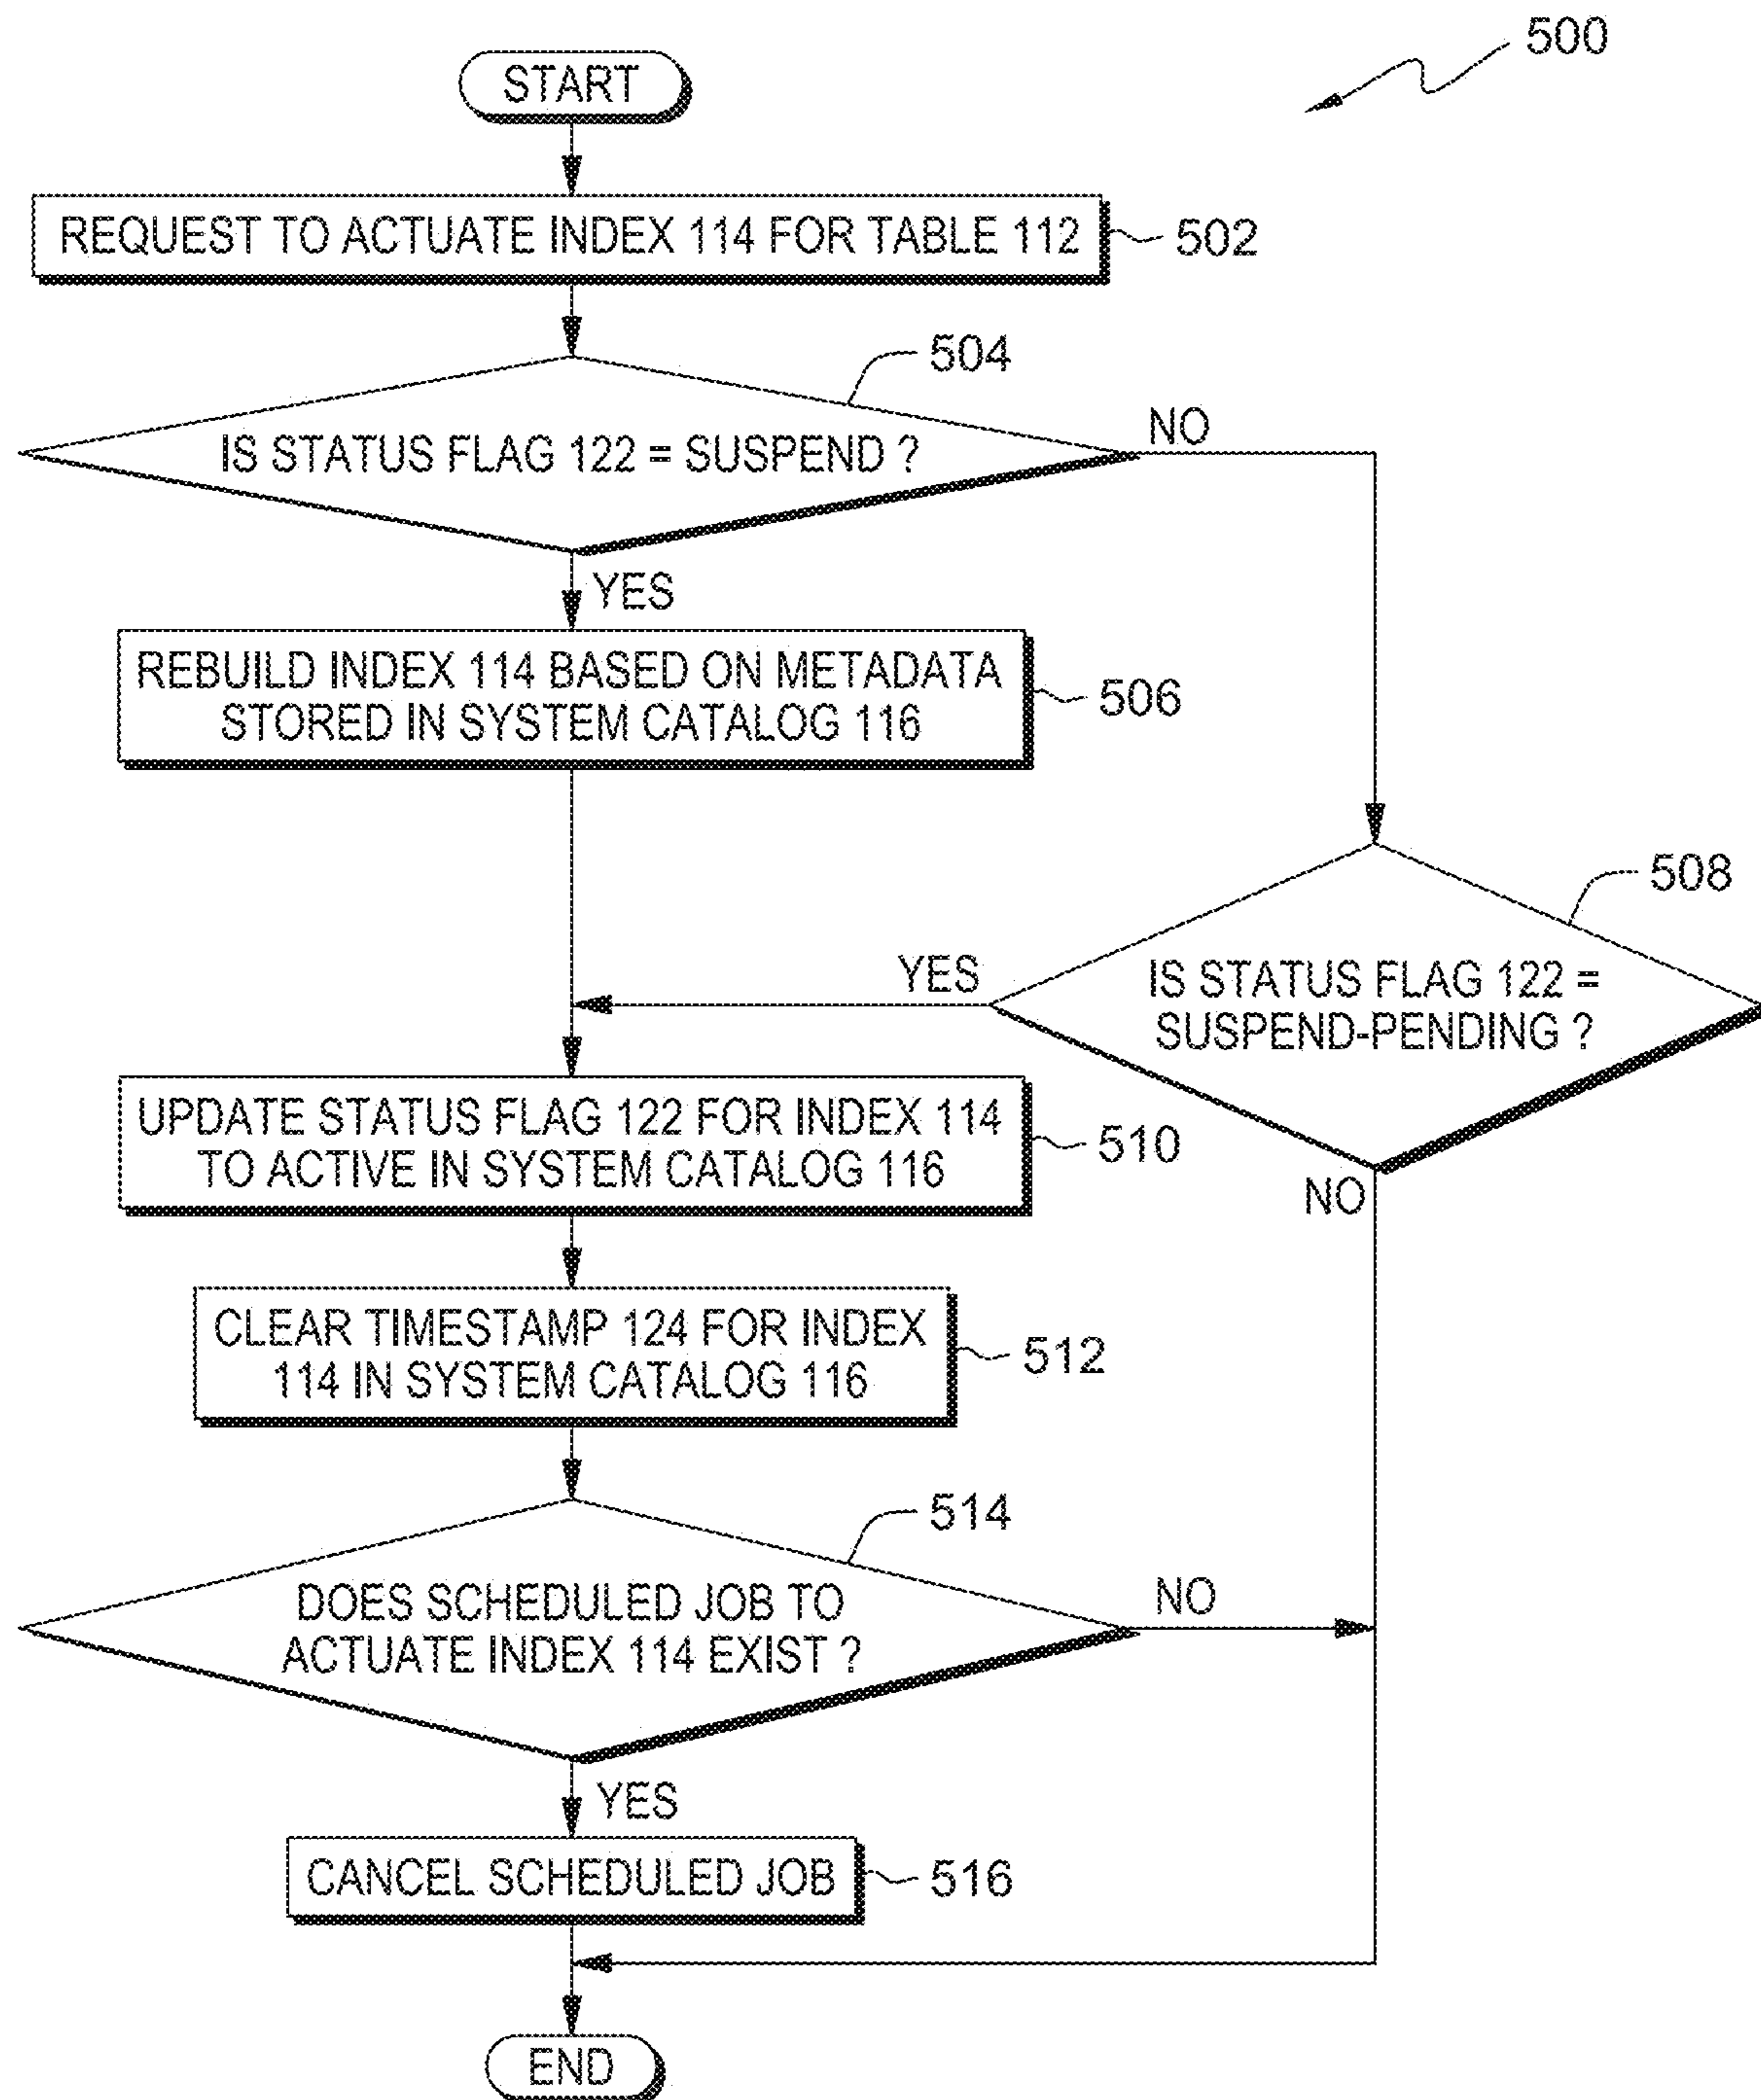 500
START
REQUEST TO ACTUATE INDEX 114 FOR TABLE 112
502
504
IS STATUS FLAG 122 = SUSPEND ?
NO
YES
REBUILD INDEX 114 BASED ON METADATA
STORED IN SYSTEM CATALOG 116
506
508
IS STATUS FLAG 122 =
SUSPEND-PENDING ?
YES
NO
UPDATE STATUS FLAG 122 FOR INDEX 114
TO ACTIVE IN SYSTEM CATALOG 116
510
CLEAR TIMESTAMP 124 FOR INDEX
114 IN SYSTEM CATALOG 116
512
514
DOES SCHEDULED JOB TO
ACTUATE INDEX 114 EXIST ?
NO
YES
CANCEL SCHEDULED JOB
516
END